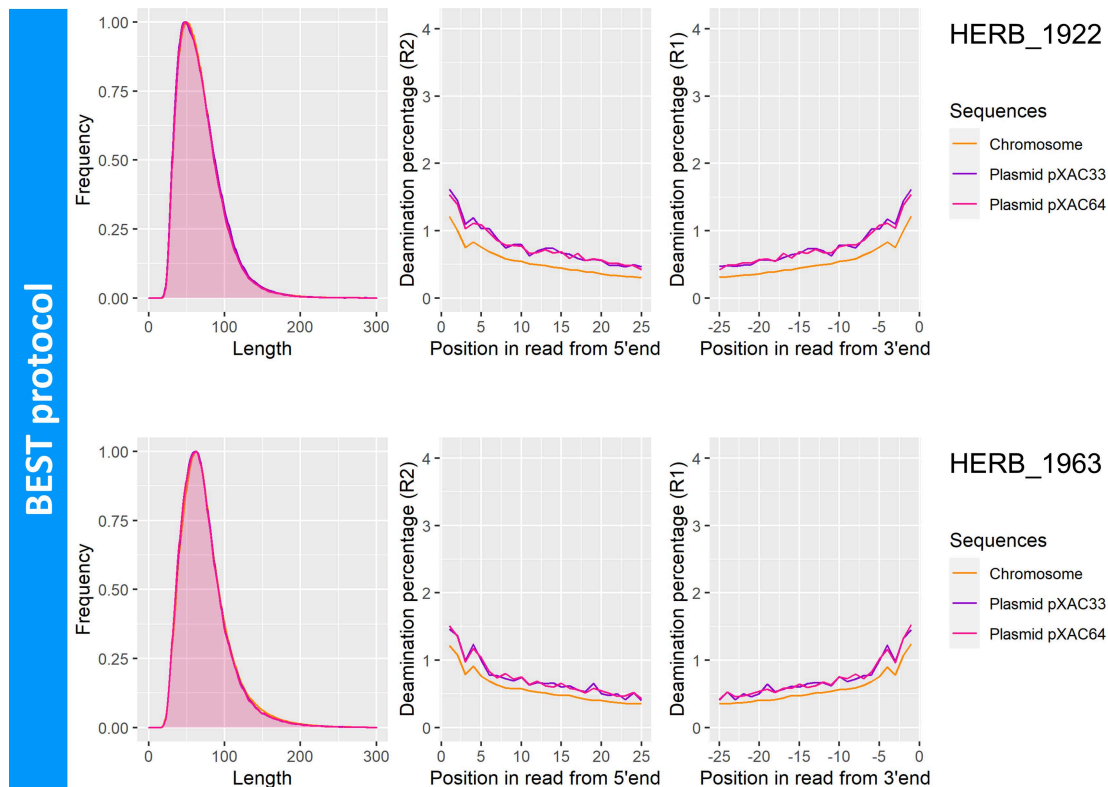 BEST protocol
HERB_1922
Frequency
1.00
0.75
0.50
0.25
0.00
0
100
200
300
Length
Deamination percentage (R2)
4
3
2
1
0
0
5
10
15
20
25
Position in read from 5'end
Deamination percentage (R1)
4
3
2
1
0
-25
-20
-15
-10
-5
0
Position in read from 3'end
Sequences
Chromosome
Plasmid pXAC33
Plasmid pXAC64
HERB_1963
Frequency
1.00
0.75
0.50
0.25
0.00
0
100
200
300
Length
Deamination percentage (R2)
4
3
2
1
0
0
5
10
15
20
25
Position in read from 5'end
Deamination percentage (R1)
4
3
2
1
0
-25
-20
-15
-10
-5
0
Position in read from 3'end
Sequences
Chromosome
Plasmid pXAC33
Plasmid pXAC64